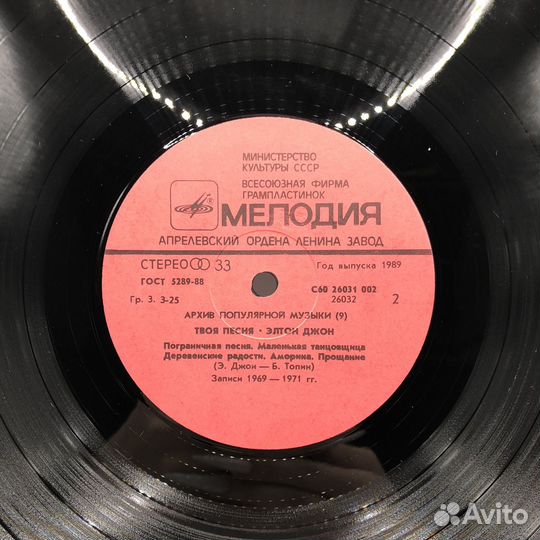 МИНИСТЕРСТВО
КУЛЬТУРЫ СССР
ВСЕСОЮЗНАЯ ФИРМА
ГРАМПЛАСТИНОК
МЕЛОДИЯ
АПРЕЛЕВСКИЙ ОРДЕНА ЛЕНИНА ЗАВОД
СТЕРЕО 33
Год выпуска 1989
ГОСТ 5289-88
С60 26031 002
Гр. 3. 3-25
26032
2
АРХИВ ПОПУЛЯРНОЙ МУЗЫКИ (9)
ТВОЯ ПЕСНЯ · ЭЛТОН ДЖОН
Пограничная песня. Маленькая танцовщица
Деревенские радости. Аморина. Прощание
(Э. Джон — Б. Топин)
Записи 1969 — 1971 гг.
Avito